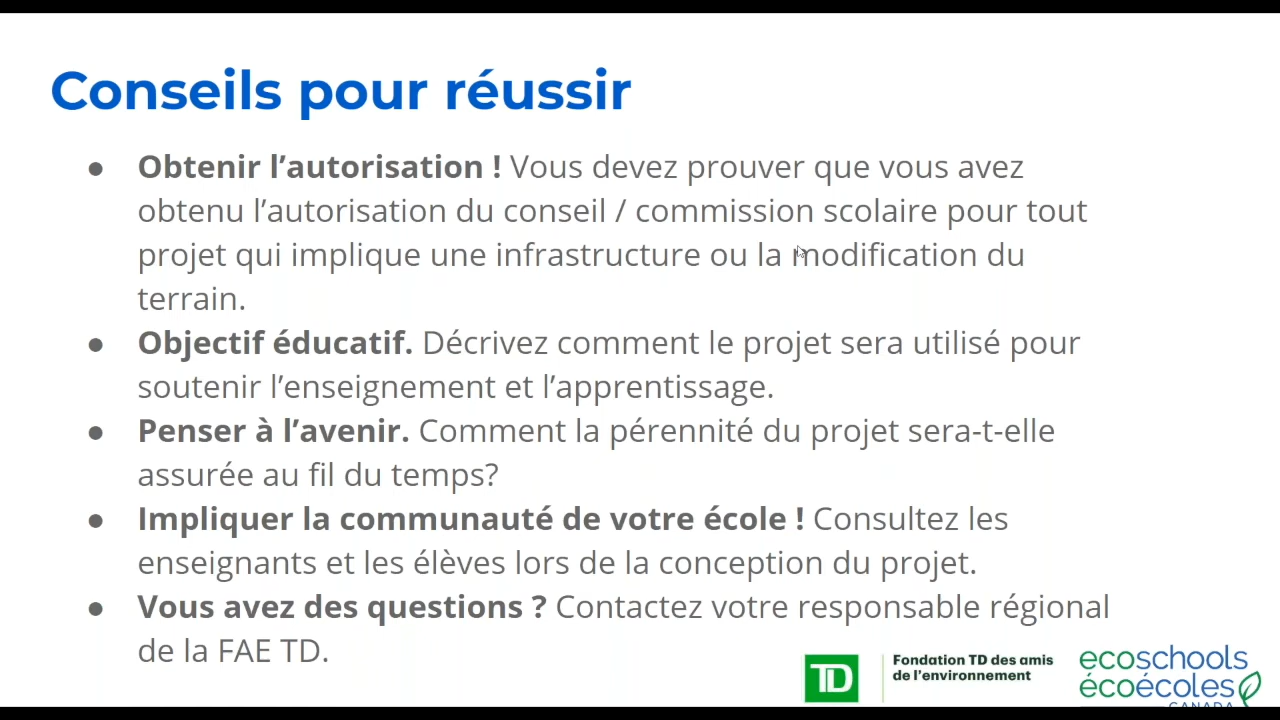 Conseils pour réussir
● Obtenir l’autorisation ! Vous devez prouver que vous avez
obtenu l’autorisation du conseil / commission scolaire pour tout
projet qui implique une infrastructure ou la modification du
terrain.
● Objectif éducatif. Décrivez comment le projet sera utilisé pour
soutenir l’enseignement et l’apprentissage.
● Penser à l’avenir. Comment la pérennité du projet sera-t-elle
assurée au fil du temps?
● Impliquer la communauté de votre école ! Consultez les
enseignants et les élèves lors de la conception du projet.
● Vous avez des questions ? Contactez votre responsable régional
de la FAE TD.
TD
Fondation TD des amis
de l’environnement
ecoschools
écoécoles
CANADA